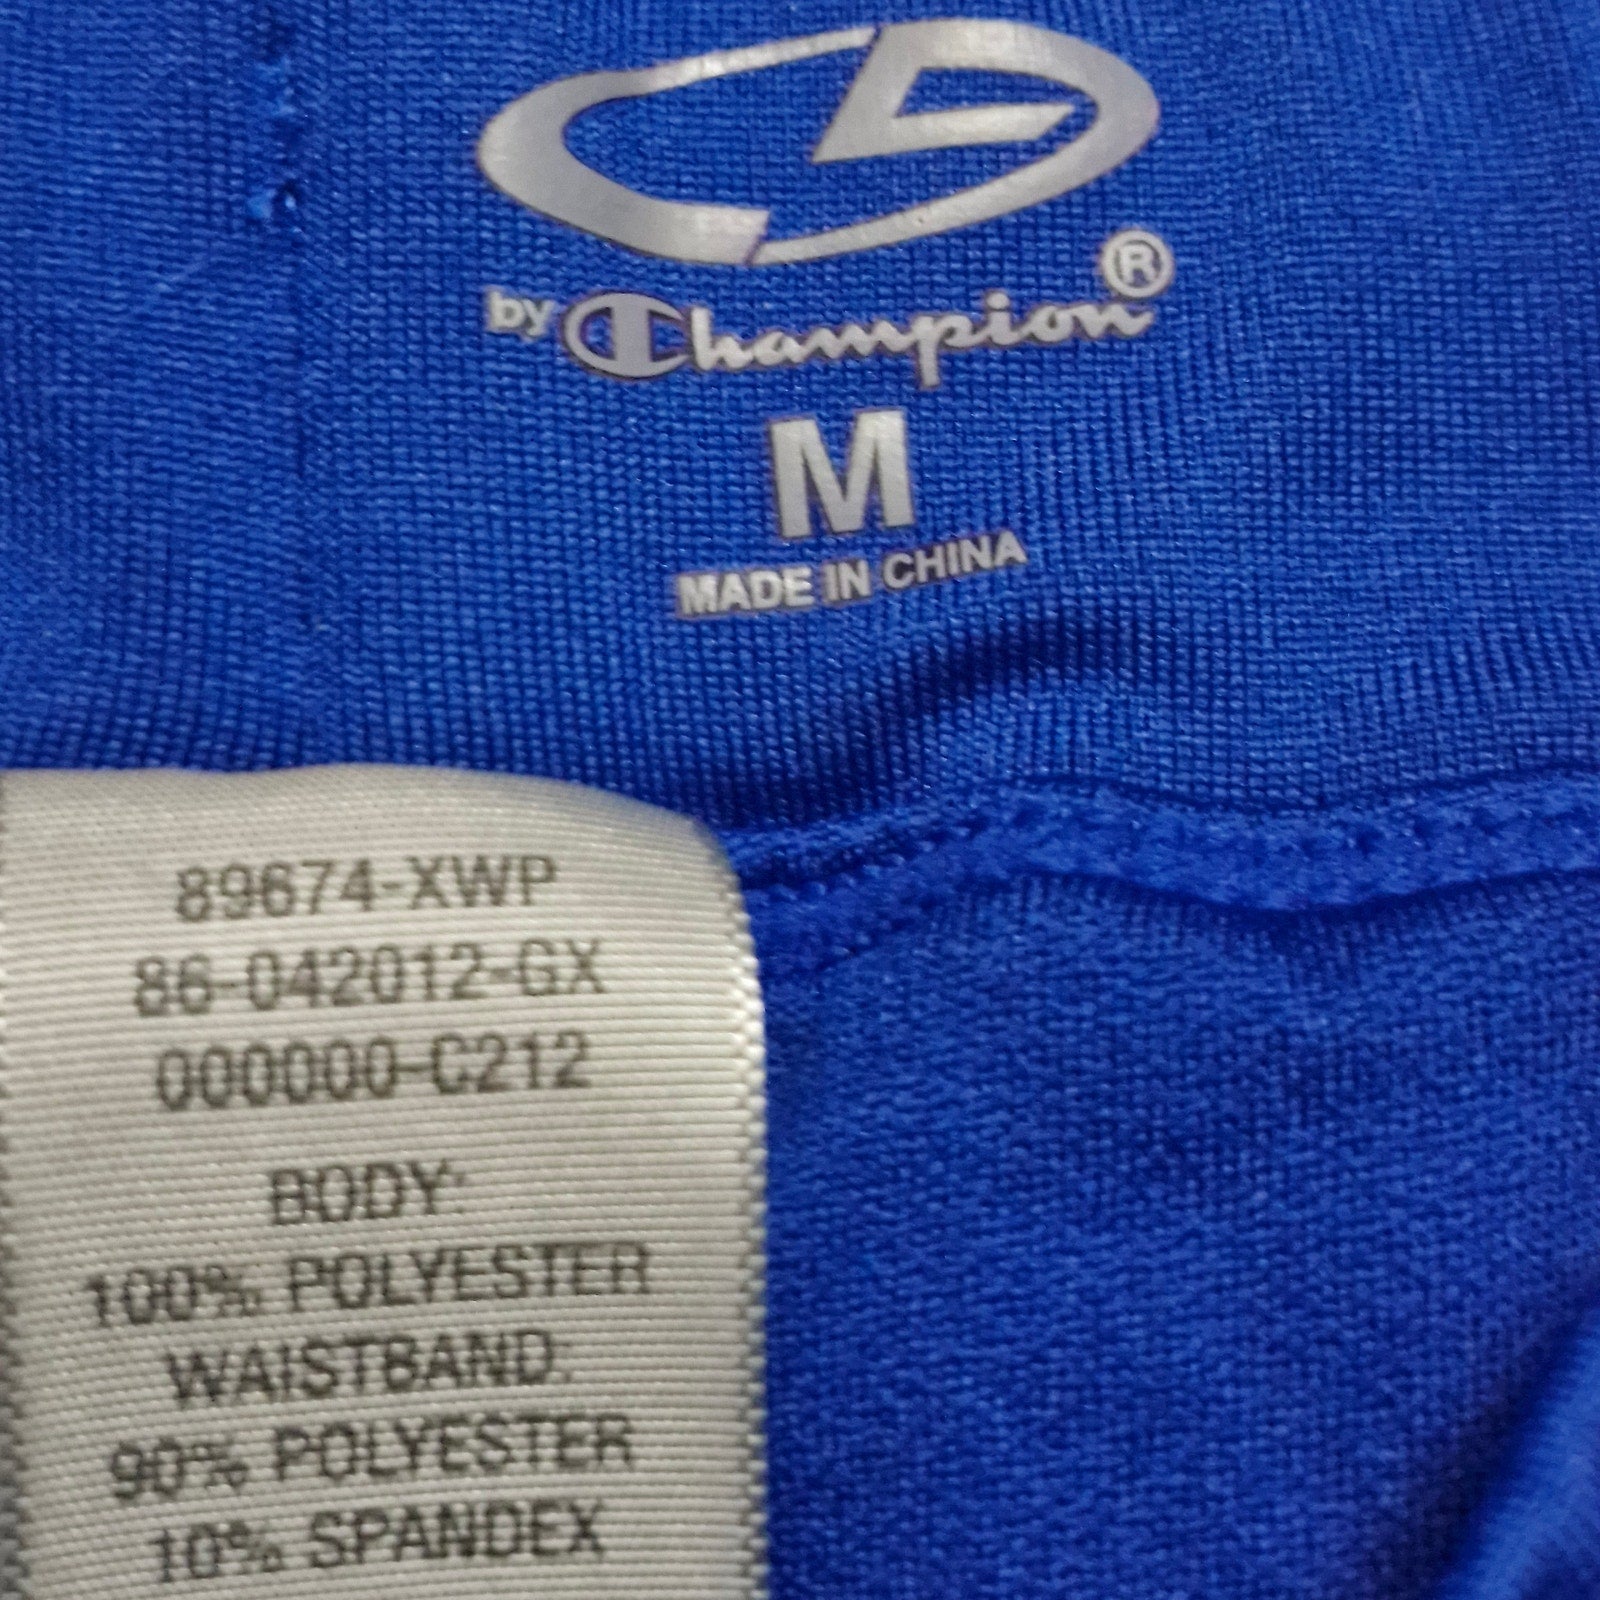 by Champion®
M
MADE IN CHINA
89674-XWP
86-042012-GX
000000-C212
BODY:
100% POLYESTER
WAISTBAND:
90% POLYESTER
10% SPANDEX